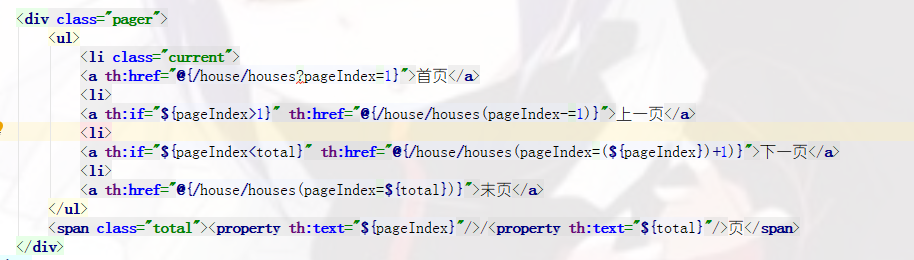 <div class="pager">
<ul>
<li class="current">
<a th:href="@{/house/houses?pageIndex=1}">首页</a>
<li>
<a th:if="${pageIndex>1}" th:href="@{/house/houses(pageIndex-=1)}">上一页</a>
<li>
<a th:if="${pageIndex<total}" th:href="@{/house/houses(pageIndex=(${pageIndex})+1)}">下一页</a>
<li>
<a th:href="@{/house/houses(pageIndex=${total})}">末页</a>
</ul>
<span class="total"><property th:text="${pageIndex}"/>/<property th:text="${total}"/>页</span>
</div>